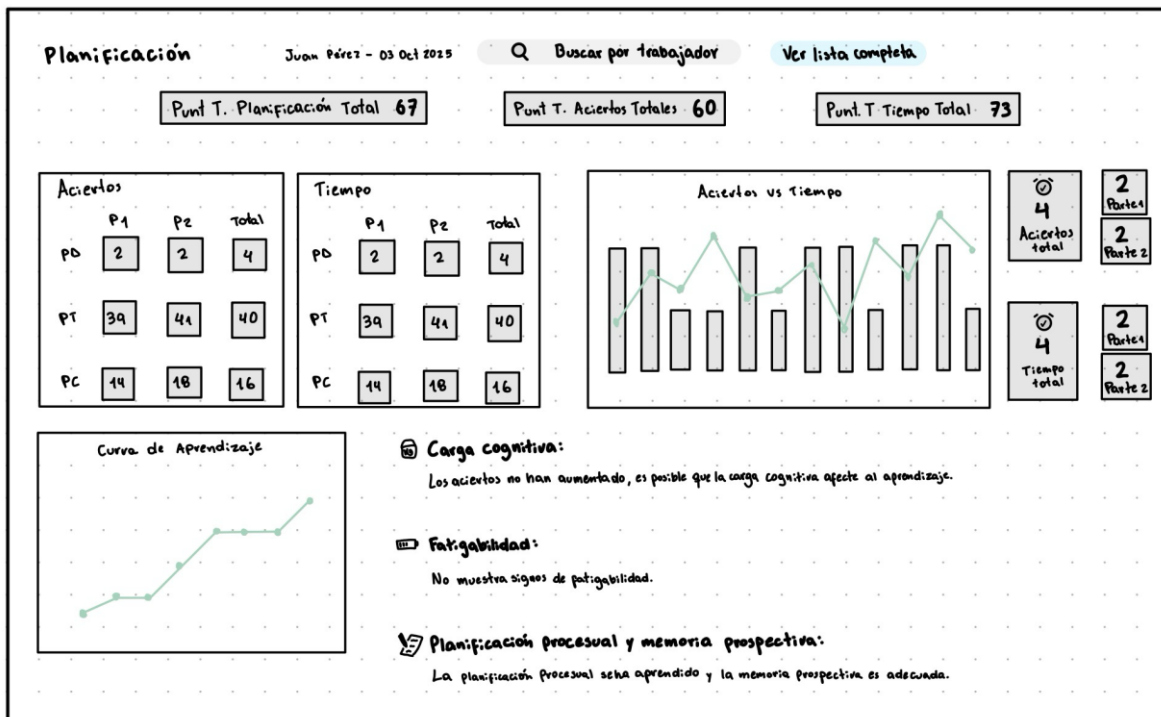 Planificación
Juan Pérez - 03 Oct 2025
Buscar por trabajador
Ver lista completa
Punt T. Planificación Total 67
Punt T. Aciertos Totales 60
Punt. T Tiempo Total 73
Aciertos
P1 P2 Total
PD 2 2 4
PT 39 41 40
PC 14 18 16
Tiempo
P1 P2 Total
PD 2 2 4
PT 39 41 40
PC 14 18 16
Aciertos vs Tiempo
4
Aciertos
total
2
Parte 1
2
Parte 2
4
Tiempo
total
2
Parte 1
2
Parte 2
Curva de Aprendizaje
Carga cognitiva:
Los aciertos no han aumentado, es posible que la carga cognitiva afecte al aprendizaje.
Fatigabilidad:
No muestra signos de fatigabilidad.
Planificación procesual y memoria prospectiva:
La planificación procesual seha aprendido y la memoria prospectiva es adecuada.